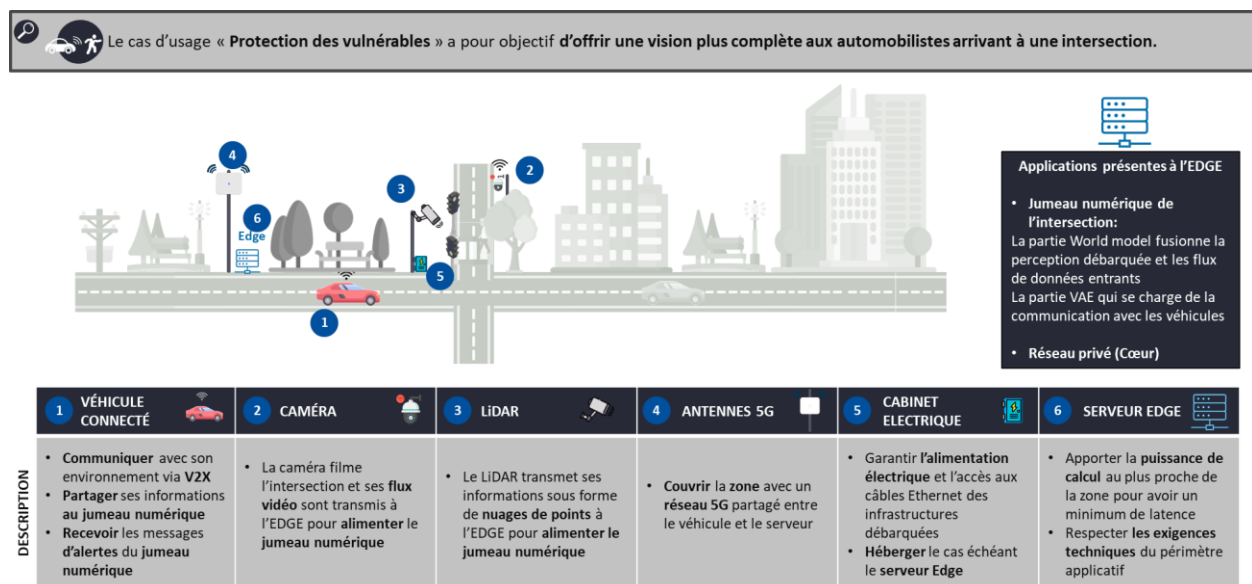 Le cas d'usage « Protection des vulnérables » a pour objectif d'offrir une vision plus complète aux automobilistes arrivant à une intersection.
4
3
2
6
Edge
5
1
Applications présentes à l'EDGE
• Jumeau numérique de
l'intersection:
La partie World model fusionne la
perception débarquée et les flux
de données entrants
La partie VAE qui se charge de la
communication avec les véhicules
• Réseau privé (Cœur)
1 VÉHICULE
CONNECTÉ
2 CAMÉRA
3 LiDAR
4 ANTENNES 5G
5 CABINET
ELECTRIQUE
6 SERVEUR EDGE
DESCRIPTION
• Communiquer avec son
environnement via V2X
• Partager ses informations
au jumeau numérique
• Recevoir les messages
d'alertes du jumeau
numérique
• La caméra filme
l'intersection et ses flux
vidéo sont transmis à
l'EDGE pour alimenter le
jumeau numérique
• Le LiDAR transmet ses
informations sous forme
de nuages de points à
l'EDGE pour alimenter le
jumeau numérique
• Couvrir la zone avec un
réseau 5G partagé entre
le véhicule et le serveur
• Garantir l'alimentation
électrique et l'accès aux
câbles Ethernet des
infrastructures
débarquées
• Héberger le cas échéant
le serveur Edge
• Apporter la puissance de
calcul au plus proche de
la zone pour avoir un
minimum de latence
• Respecter les exigences
techniques du périmètre
applicatif